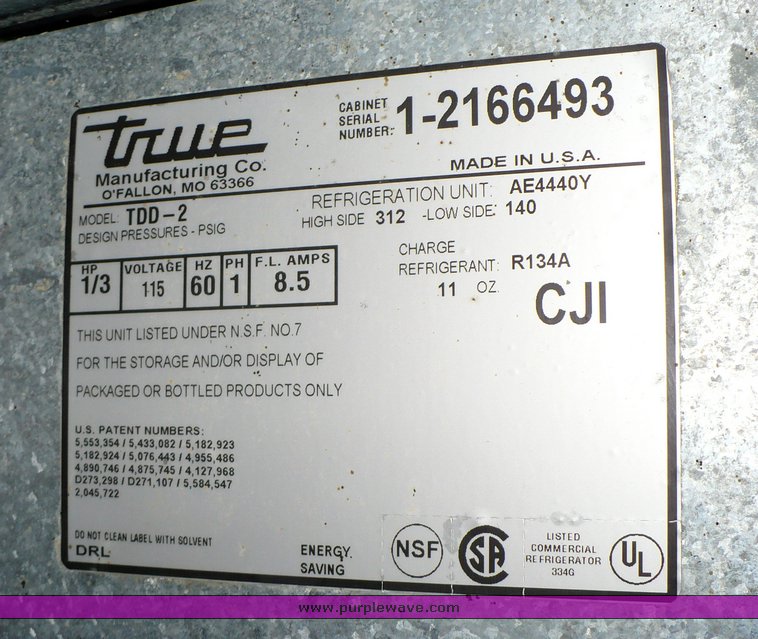 true
Manufacturing Co.
O'FALLON, MO 63366
CABINET
SERIAL
NUMBER: 1-2166493
MADE IN U.S.A.
MODEL: TDD-2
REFRIGERATION UNIT: AE4440Y
DESIGN PRESSURES - PSIG
HIGH SIDE 312 -LOW SIDE: 140
HP VOLTAGE HZ PH F.L. AMPS
1/3 115 60 1 8.5
CHARGE
REFRIGERANT: R134A
11 OZ.
CJI
THIS UNIT LISTED UNDER N.S.F. NO.7
FOR THE STORAGE AND/OR DISPLAY OF
PACKAGED OR BOTTLED PRODUCTS ONLY
U.S. PATENT NUMBERS:
5,553,354 / 5,433,082 / 5,182,923
5,182,924 / 5,076,443 / 4,955,486
4,890,746 / 4,875,745 / 4,127,968
D273,298 / D271,107 / 5,584,547
2,045,722
DO NOT CLEAN LABEL WITH SOLVENT
DRL
ENERGY
SAVING
NSF
SA
LISTED
COMMERCIAL
REFRIGERATOR
334G
UL
www.purplewave.com